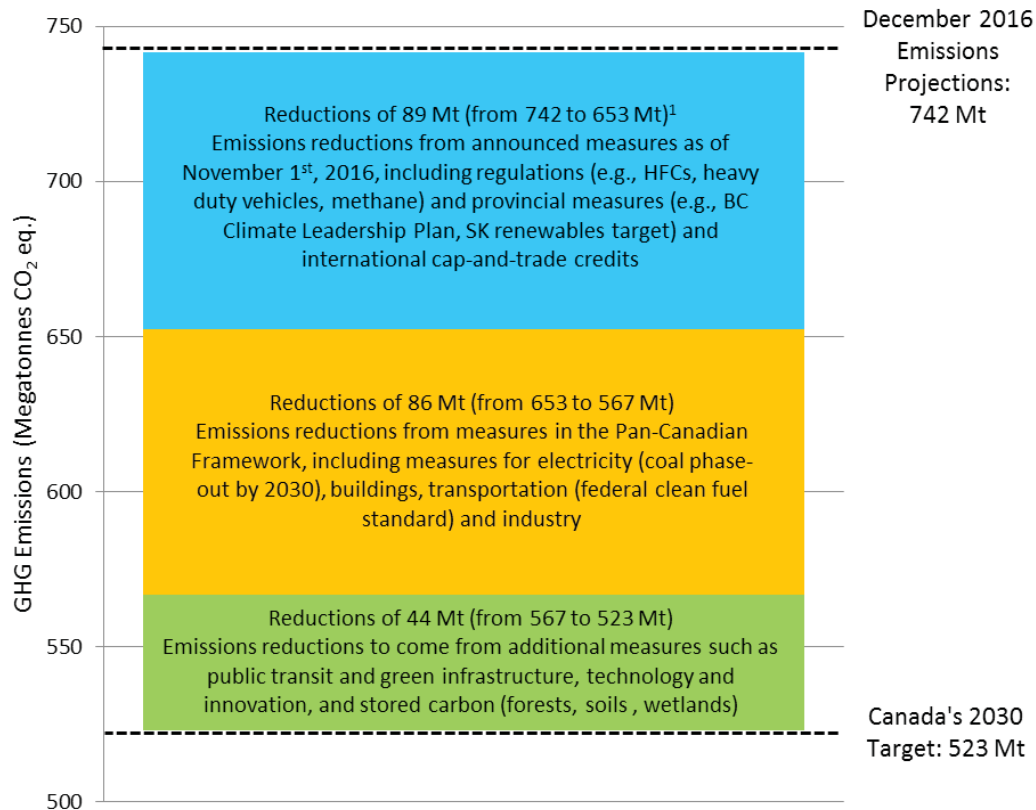 GHG Emissions (Megatonnes CO₂ eq.)
750
700
650
600
550
500
December 2016
Emissions
Projections:
742 Mt
Reductions of 89 Mt (from 742 to 653 Mt)¹
Emissions reductions from announced measures as of
November 1ˢᵗ, 2016, including regulations (e.g., HFCs, heavy
duty vehicles, methane) and provincial measures (e.g., BC
Climate Leadership Plan, SK renewables target) and
international cap-and-trade credits
Reductions of 86 Mt (from 653 to 567 Mt)
Emissions reductions from measures in the Pan-Canadian
Framework, including measures for electricity (coal phase-
out by 2030), buildings, transportation (federal clean fuel
standard) and industry
Reductions of 44 Mt (from 567 to 523 Mt)
Emissions reductions to come from additional measures such as
public transit and green infrastructure, technology and
innovation, and stored carbon (forests, soils , wetlands)
Canada's 2030
Target: 523 Mt